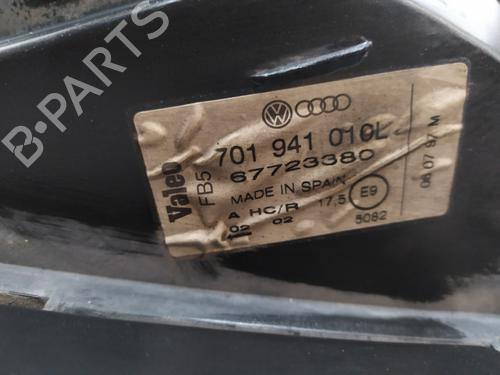 B-PARTS
Valeo
FB5
701 941 016L
67723380
MADE IN SPAIN
A HC/R 17,5 E9
02 02 5082
08 07 97 M